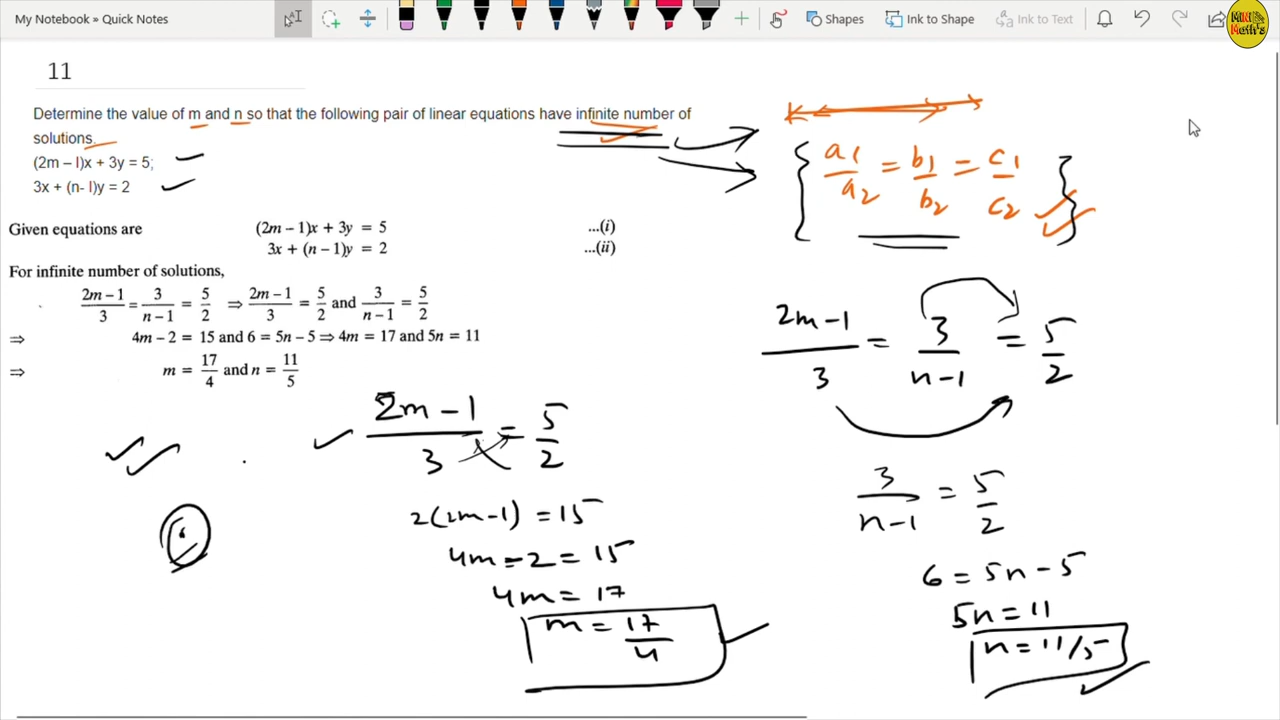 My Notebook » Quick Notes
Shapes
Ink to Shape
Ink to Text
MINI Math's
11
Determine the value of m and n so that the following pair of linear equations have infinite number of
solutions.
(2m – l)x + 3y = 5;
3x + (n- l)y = 2
Given equations are (2m − 1)x + 3y = 5 ...(i)
3x + (n − 1)y = 2 ...(ii)
For infinite number of solutions,
(2m − 1)/3 = 3/(n − 1) = 5/2 ⇒ (2m − 1)/3 = 5/2 and 3/(n − 1) = 5/2
⇒ 4m − 2 = 15 and 6 = 5n − 5 ⇒ 4m = 17 and 5n = 11
⇒ m = 17/4 and n = 11/5
{ a1/a2 = b1/b2 = c1/c2 }
(2m − 1)/3 = 3/(n − 1) = 5/2
(2m − 1)/3 = 5/2
2(2m − 1) = 15
4m − 2 = 15
4m = 17
m = 17/4
3/(n − 1) = 5/2
6 = 5n − 5
5n = 11
n = 11/5